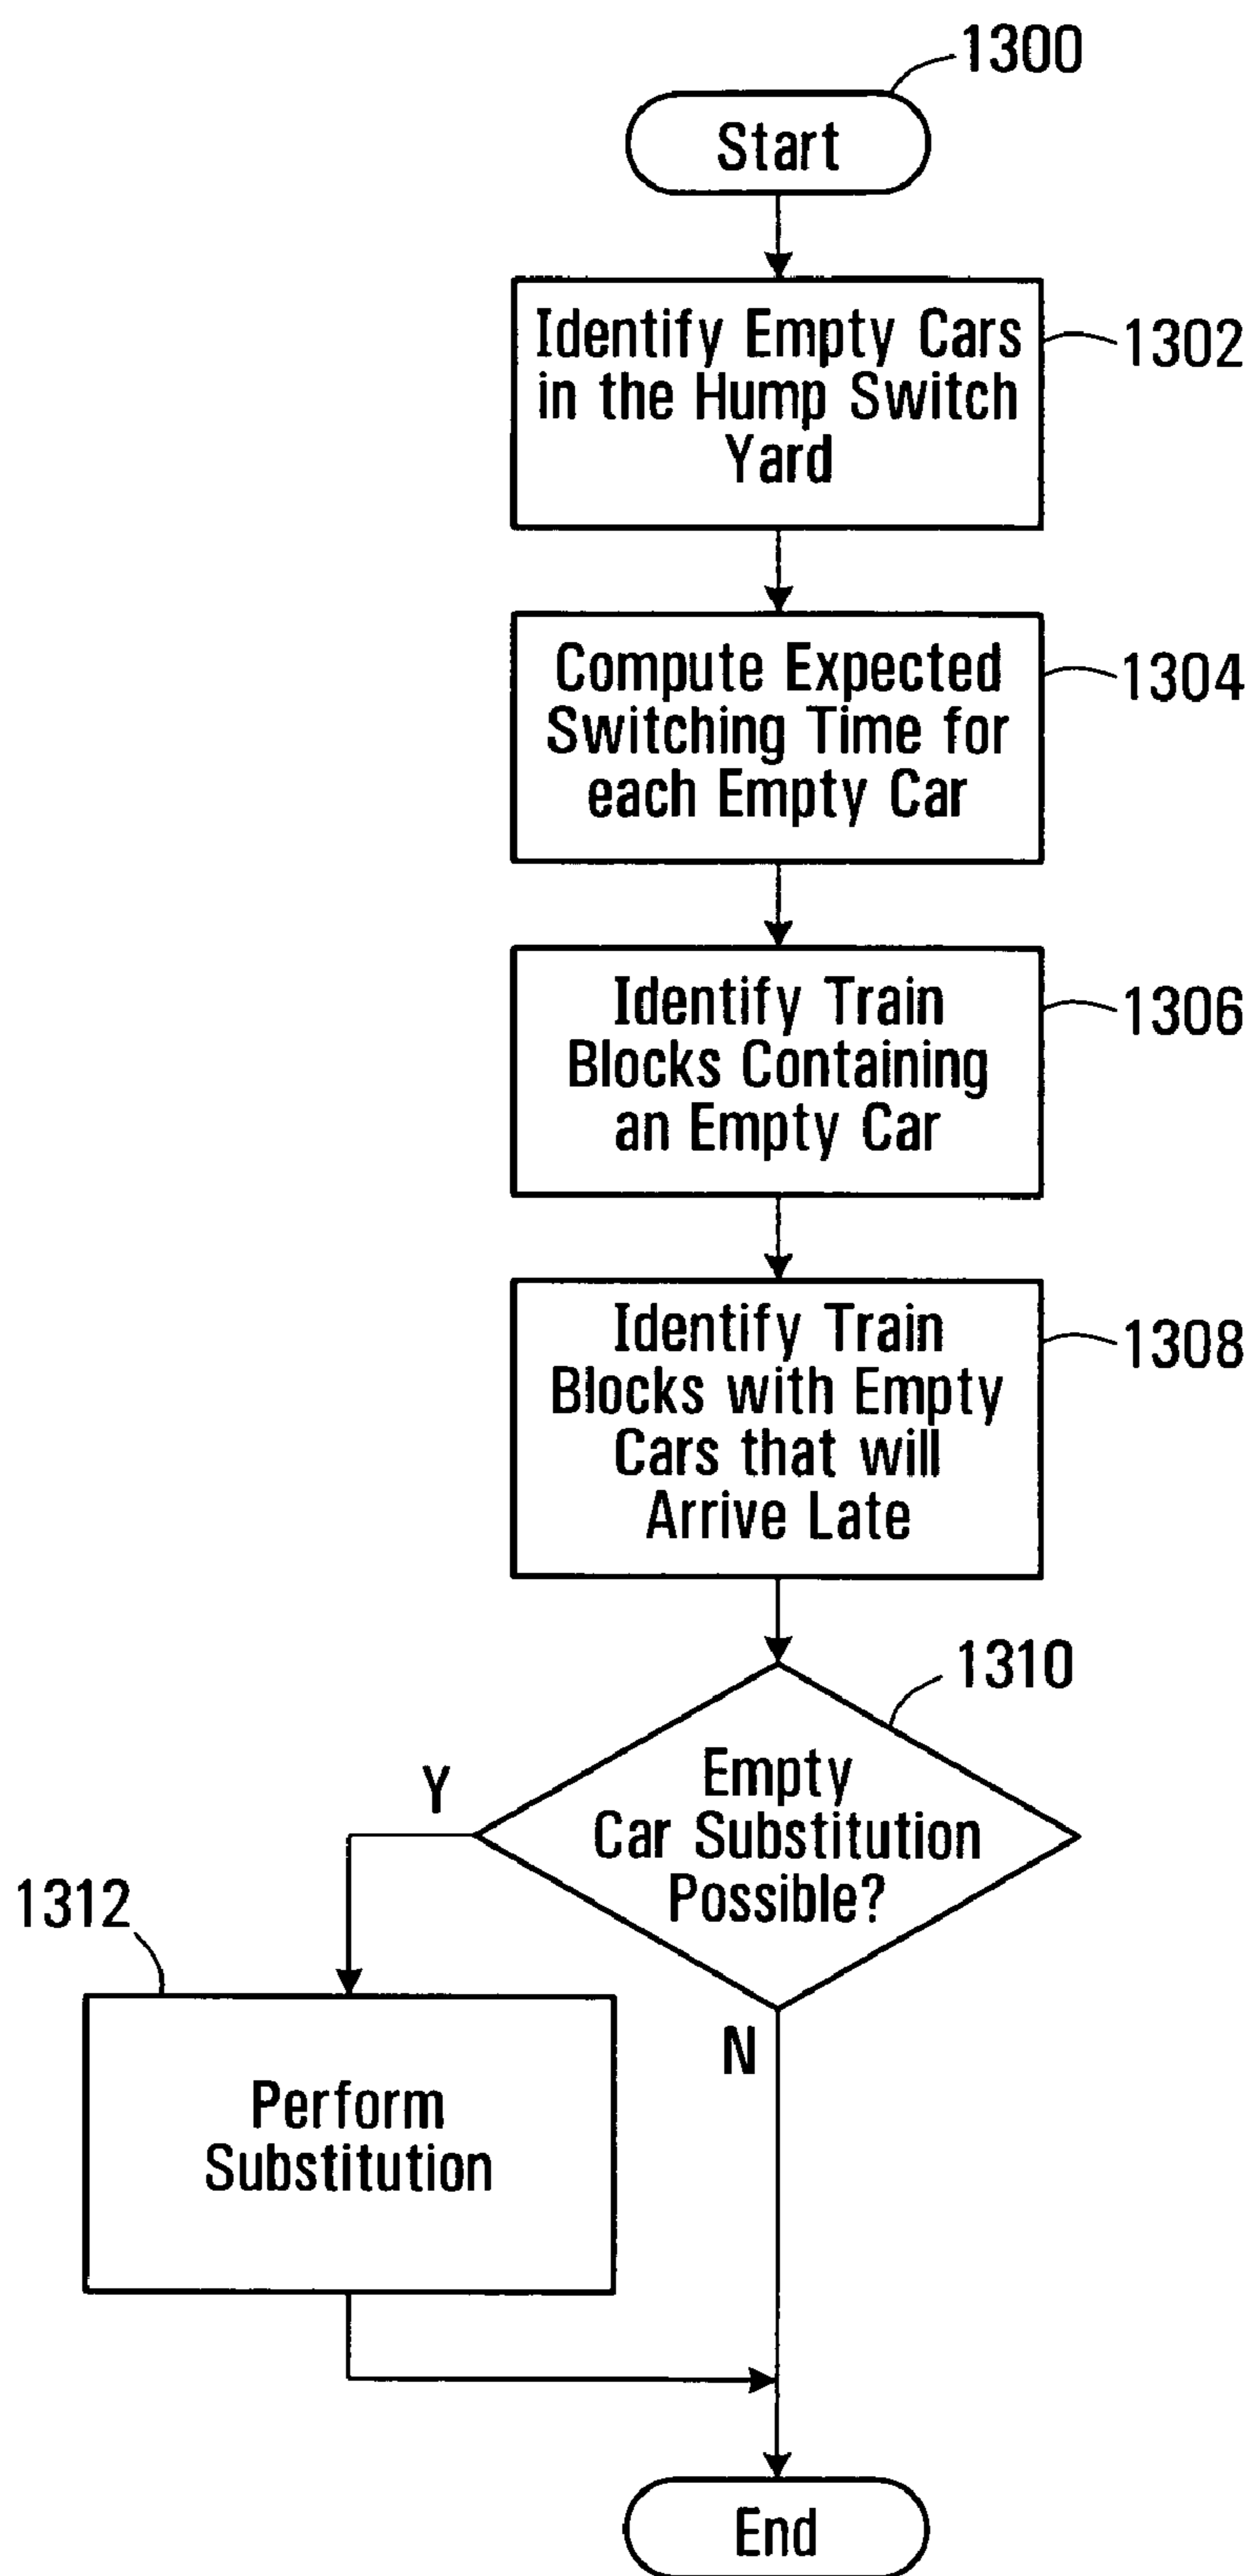 1300
Start
Identify Empty Cars
in the Hump Switch
Yard
1302
Compute Expected
Switching Time for
each Empty Car
1304
Identify Train
Blocks Containing
an Empty Car
1306
Identify Train
Blocks with Empty
Cars that will
Arrive Late
1308
1310
Empty
Car Substitution
Possible?
Y
N
1312
Perform
Substitution
End